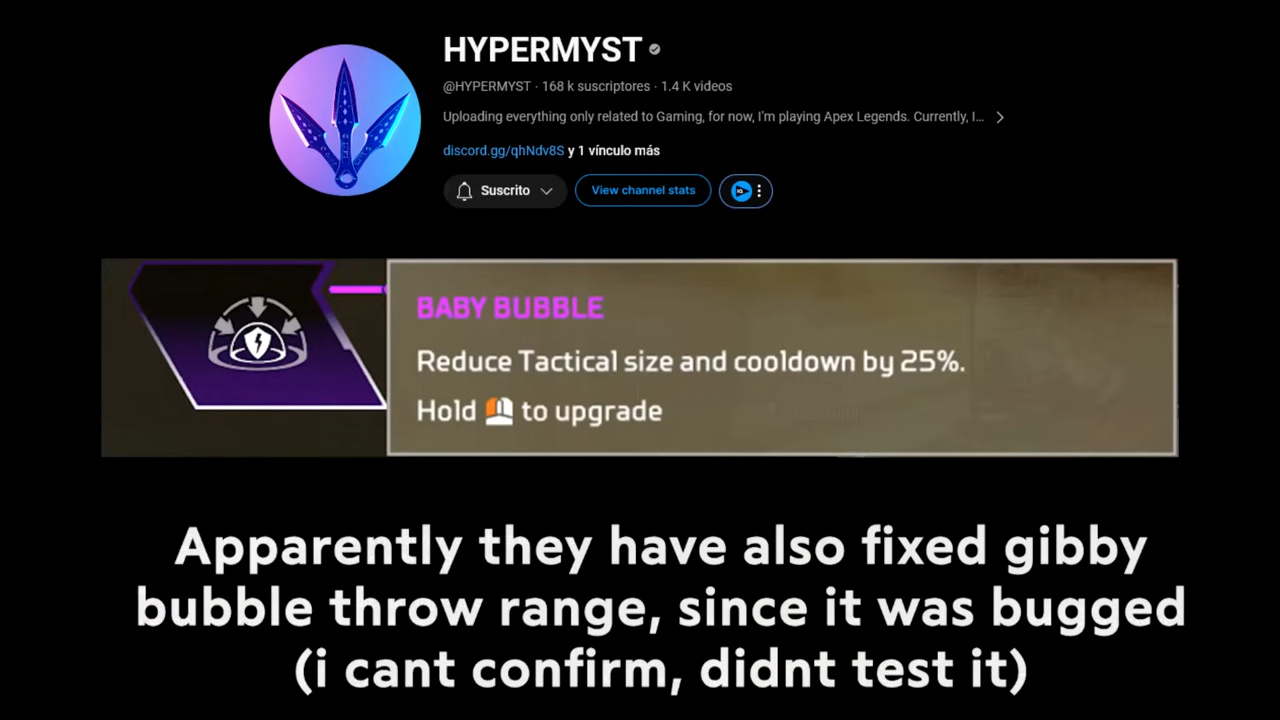 HYPERMYST
@HYPERMYST · 168 k suscriptores · 1.4 K videos
Uploading everything only related to Gaming, for now, I'm playing Apex Legends. Currently, I...
discord.gg/qhNdv8S y 1 vínculo más
Suscrito
View channel stats
BABY BUBBLE
Reduce Tactical size and cooldown by 25%.
Hold to upgrade
Apparently they have also fixed gibby
bubble throw range, since it was bugged
(i cant confirm, didnt test it)